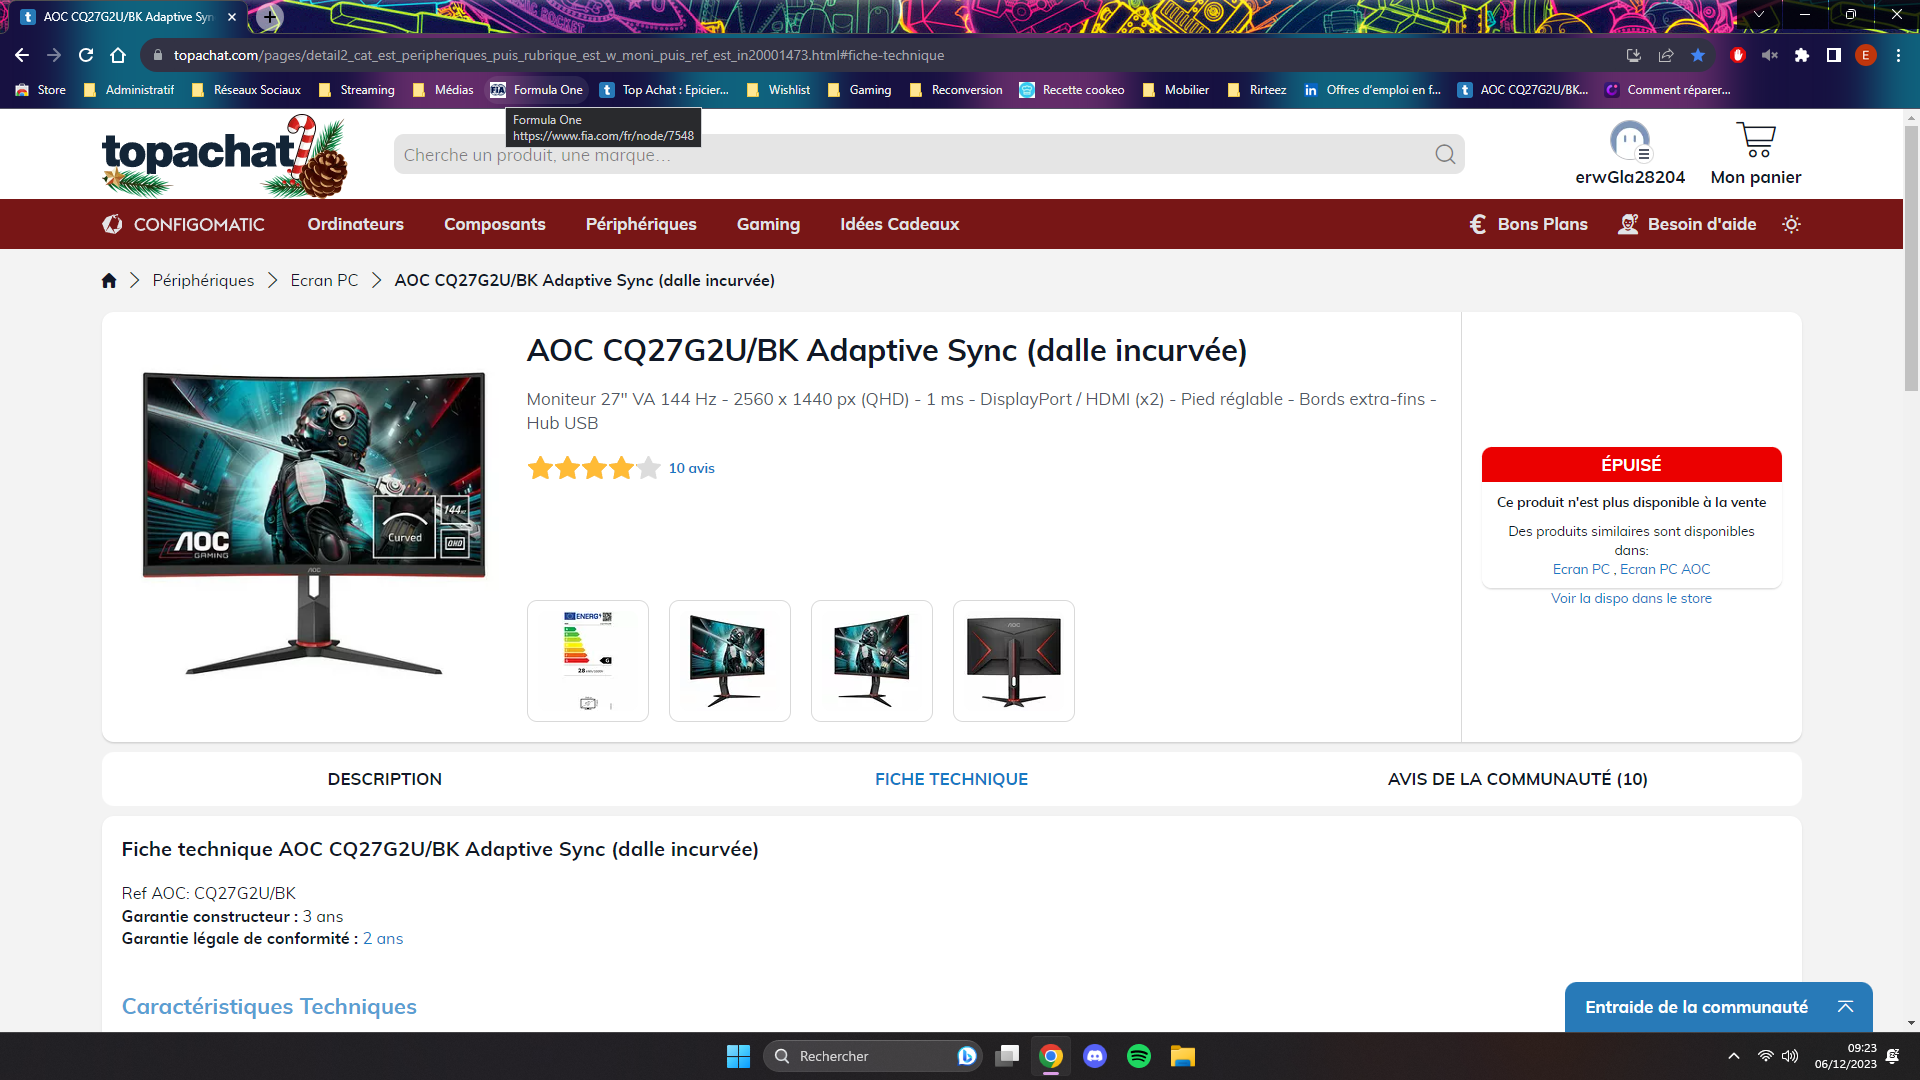 AOC CQ27G2U/BK Adaptive Syn
topachat.com/pages/detail2_cat_est_peripheriques_puis_rubrique_est_w_moni_puis_ref_est_in20001473.html#fiche-technique
E
Store Administratif Réseaux Sociaux Streaming Médias Formula One Top Achat : Epicier... Wishlist Gaming Reconversion Recette cookeo Mobilier Rirteez Offres d'emploi en f... AOC CQ27G2U/BK... Comment réparer...
Formula One
https://www.fia.com/fr/node/7548
topachat
Cherche un produit, une marque...
erwGla28204
Mon panier
CONFIGOMATIC Ordinateurs Composants Périphériques Gaming Idées Cadeaux € Bons Plans Besoin d'aide
Périphériques Ecran PC AOC CQ27G2U/BK Adaptive Sync (dalle incurvée)
AOC CQ27G2U/BK Adaptive Sync (dalle incurvée)
Moniteur 27" VA 144 Hz - 2560 x 1440 px (QHD) - 1 ms - DisplayPort / HDMI (x2) - Pied réglable - Bords extra-fins -
Hub USB
10 avis
144Hz
Curved
QHD
AOC
GAMING
AOC
ENERG
28
AOC
ÉPUISÉ
Ce produit n'est plus disponible à la vente
Des produits similaires sont disponibles
dans:
Ecran PC , Ecran PC AOC
Voir la dispo dans le store
DESCRIPTION
FICHE TECHNIQUE
AVIS DE LA COMMUNAUTÉ (10)
Fiche technique AOC CQ27G2U/BK Adaptive Sync (dalle incurvée)
Ref AOC: CQ27G2U/BK
Garantie constructeur : 3 ans
Garantie légale de conformité : 2 ans
Caractéristiques Techniques
Entraide de la communauté
Rechercher
09:23
06/12/2023